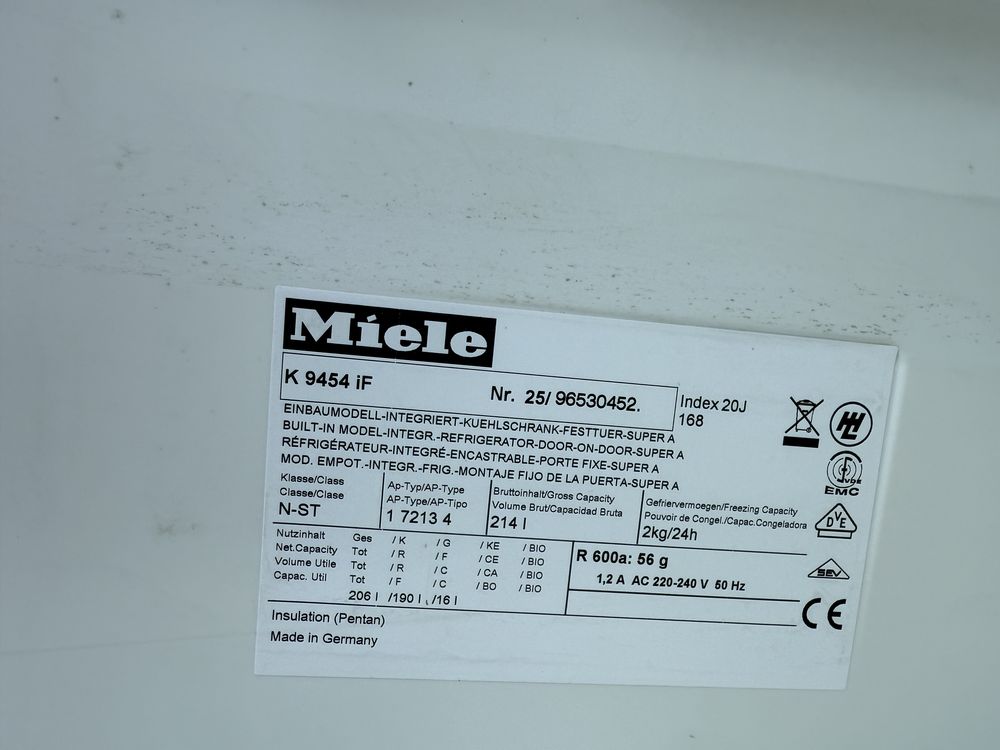 Miele
K 9454 iF
Nr. 25/ 96530452.
Index 20J
168
EINBAUMODELL-INTEGRIERT-KUEHLSCHRANK-FESTTUER-SUPER A
BUILT-IN MODEL-INTEGR.-REFRIGERATOR-DOOR-ON-DOOR-SUPER A
RÉFRIGÉRATEUR-INTEGRÉ-ENCASTRABLE-PORTE FIXE-SUPER A
MOD. EMPOT.-INTEGR.-FRIG.-MONTAJE FIJO DE LA PUERTA-SUPER A
Klasse/Class
Classe/Classe
N-ST
Ap-Typ/AP-Type
AP-Type/AP-Tipo
1 7213 4
Bruttoinhalt/Gross Capacity
Volume Brut/Capacidad Bruta
214 l
Gefriervermoegen/Freezing Capacity
Pouvoir de Congel./Capac.Congeladora
2kg/24h
Nutzinhalt Ges / K / G / KE / BIO
Net.Capacity Tot / R / F / CE / BIO
Volume Utile Tot / R / C / CA / BIO
Capac. Util Tot / F / C / BO / BIO
206 l /190 l /16 l
R 600a: 56 g
1,2 A AC 220-240 V 50 Hz
Insulation (Pentan)
Made in Germany
VDE
EMC
DVE
SEV
CE